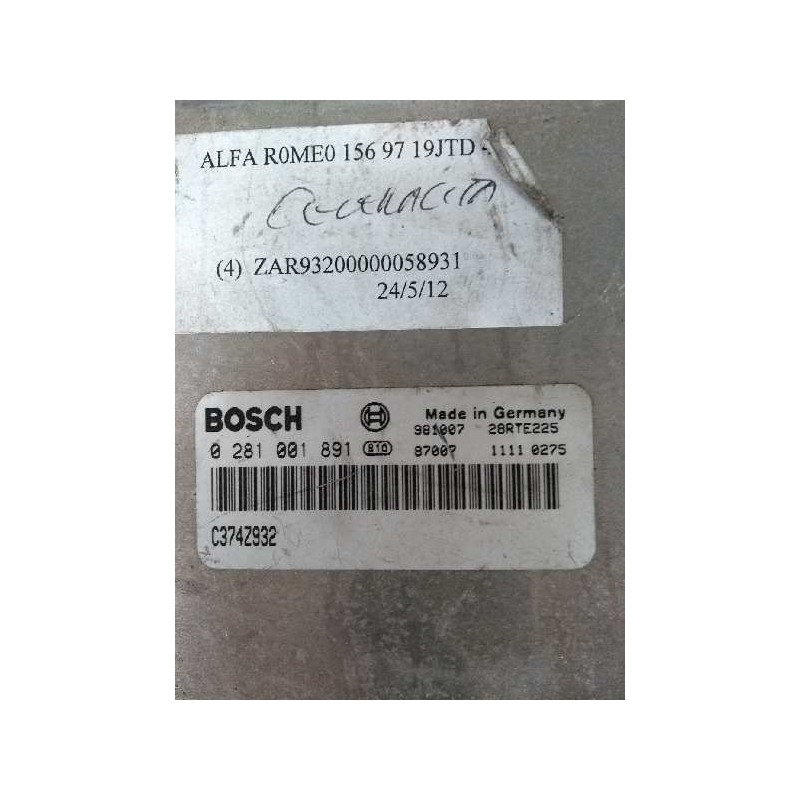 ALFA R0ME0 156 97 19JTD -
(4) ZAR93200000058931
24/5/12
BOSCH Made in Germany
981007 28RTE225
0 281 001 891 810 87007 1111 0275
C374Z932